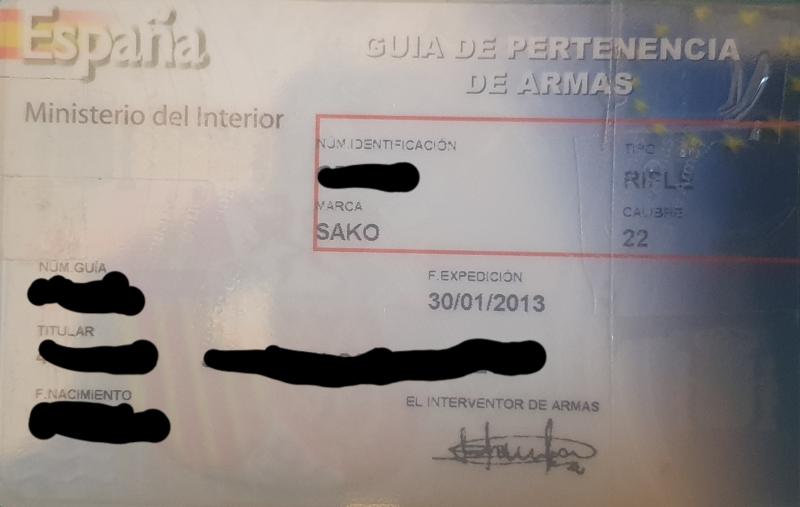 España
GUIA DE PERTENENCIA
DE ARMAS
Ministerio del Interior
NÚM.IDENTIFICACIÓN
TIPO
RIFLE
MARCA
CALIBRE
SAKO
22
NÚM.GUÍA
F.EXPEDICIÓN
30/01/2013
TITULAR
F.NACIMIENTO
EL INTERVENTOR DE ARMAS